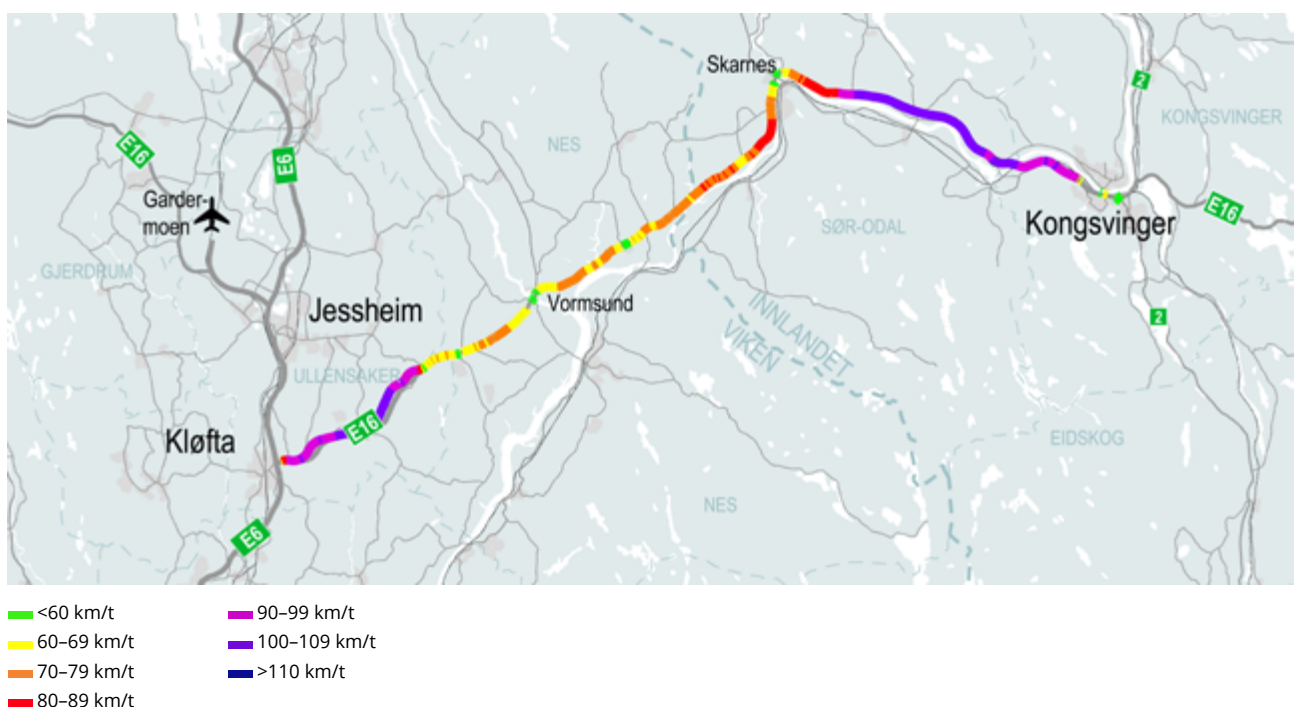 Skarnes
2
KONGSVINGER
E16
E6
NES
Garder-
moen
E16
Kongsvinger
SØR-ODAL
GJERDRUM
Jessheim
Vormsund
INNLANDET
VIKEN
2
ULLENSAKER
E16
Kløfta
EIDSKOG
NES
E6
<60 km/t
60–69 km/t
70–79 km/t
80–89 km/t
90–99 km/t
100–109 km/t
>110 km/t